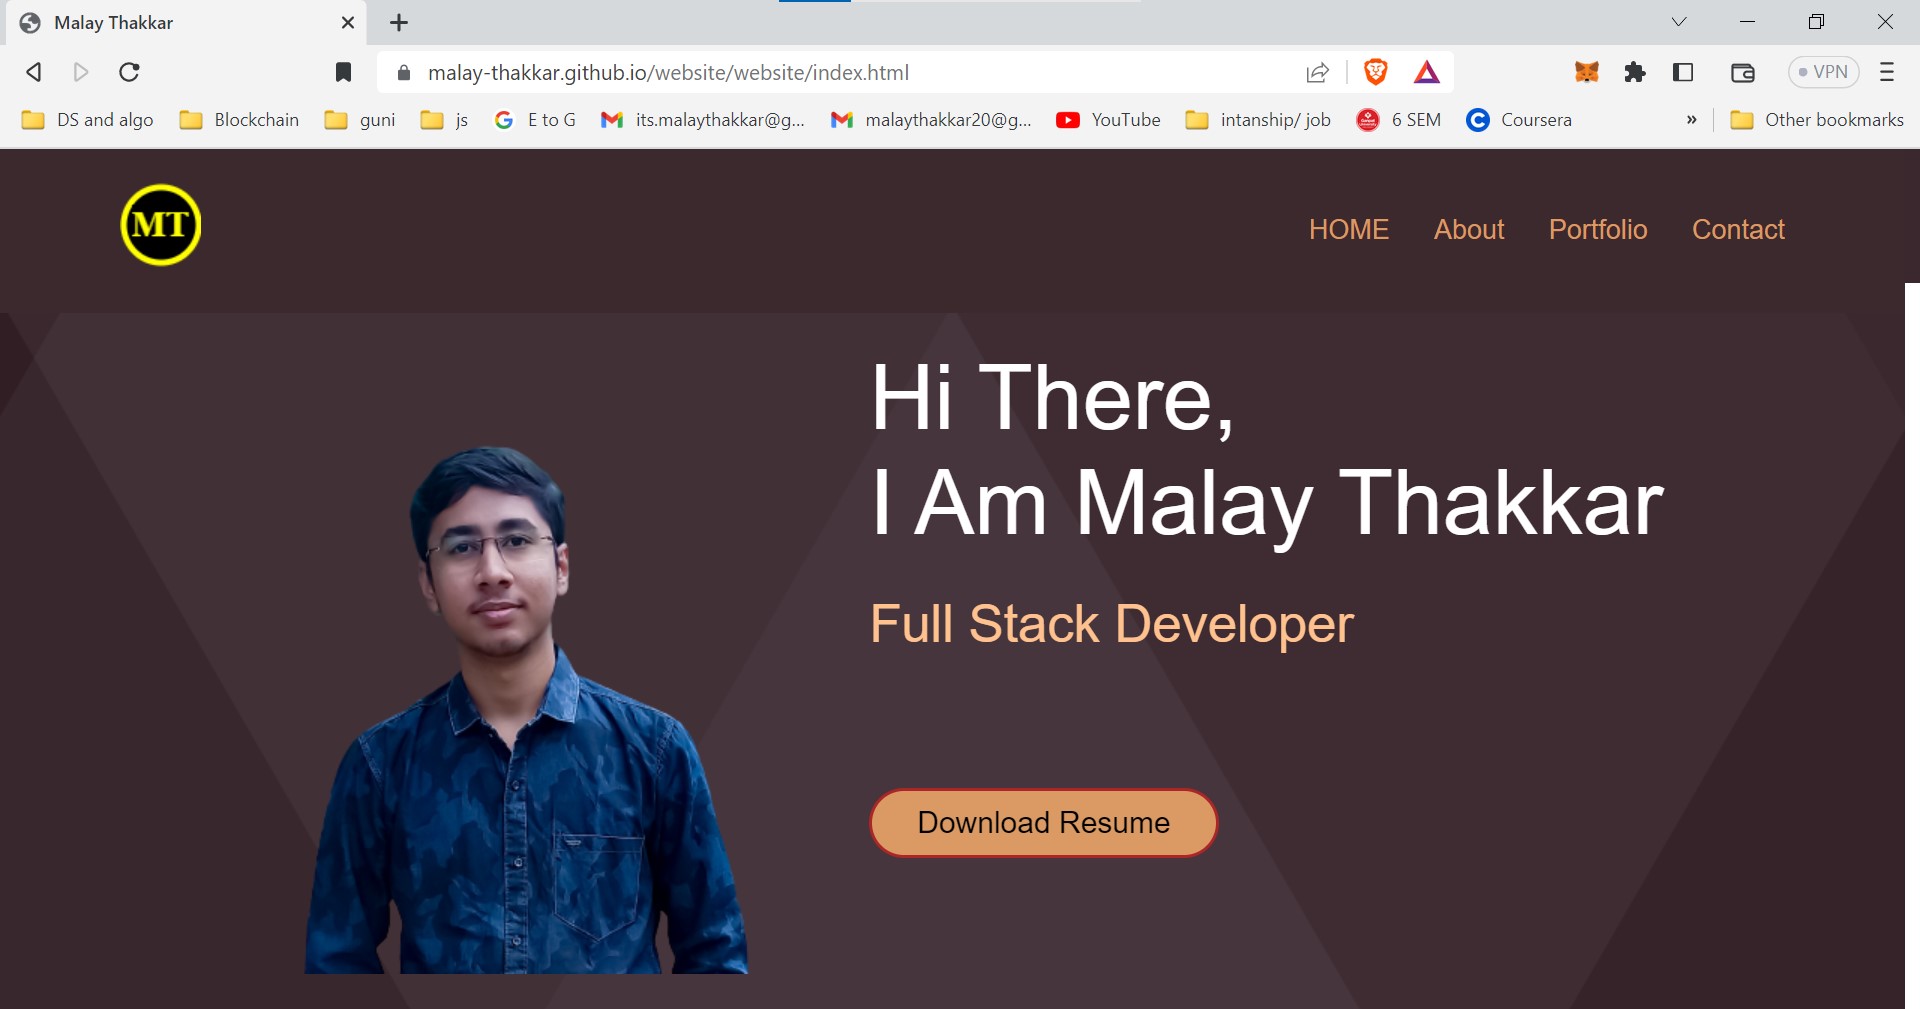 Malay Thakkar
malay-thakkar.github.io/website/website/index.html
VPN
DS and algo
Blockchain
guni
js
E to G
its.malaythakkar@g...
malaythakkar20@g...
YouTube
intanship/ job
6 SEM
Coursera
»
Other bookmarks
MT
HOME
About
Portfolio
Contact
Hi There,
I Am Malay Thakkar
Full Stack Developer
Download Resume